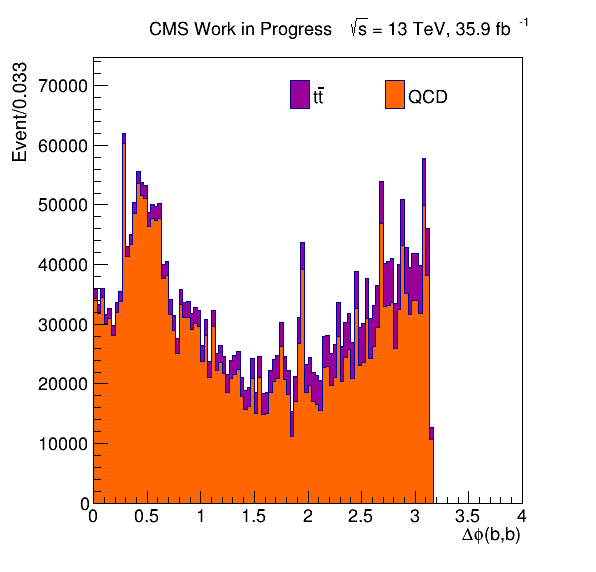 CMS Work in Progress √s = 13 TeV, 35.9 fb⁻¹
Event/0.033
tt̄ QCD
70000
60000
50000
40000
30000
20000
10000
0
0 0.5 1 1.5 2 2.5 3 3.5 4
Δϕ(b,b)